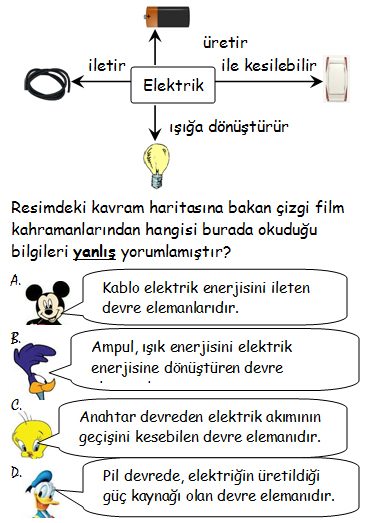 üretir
iletir
ile kesilebilir
Elektrik
ışığa dönüştürür
Resimdeki kavram haritasına bakan çizgi film
kahramanlarından hangisi burada okuduğu
bilgileri yanlış yorumlamıştır?
A.
Kablo elektrik enerjisini ileten
devre elemanlarıdır.
B.
Ampul, ışık enerjisini elektrik
enerjisine dönüştüren devre
C.
Anahtar devreden elektrik akımının
geçişini kesebilen devre elemanıdır.
D.
Pil devrede, elektriğin üretildiği
güç kaynağı olan devre elemanıdır.